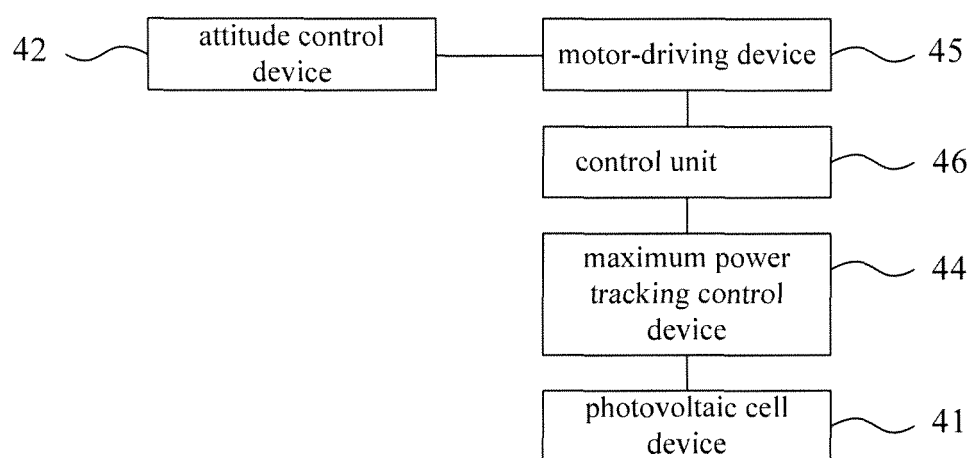 42
attitude control
device
motor-driving device
45
control unit
46
maximum power
tracking control
device
44
photovoltaic cell
device
41